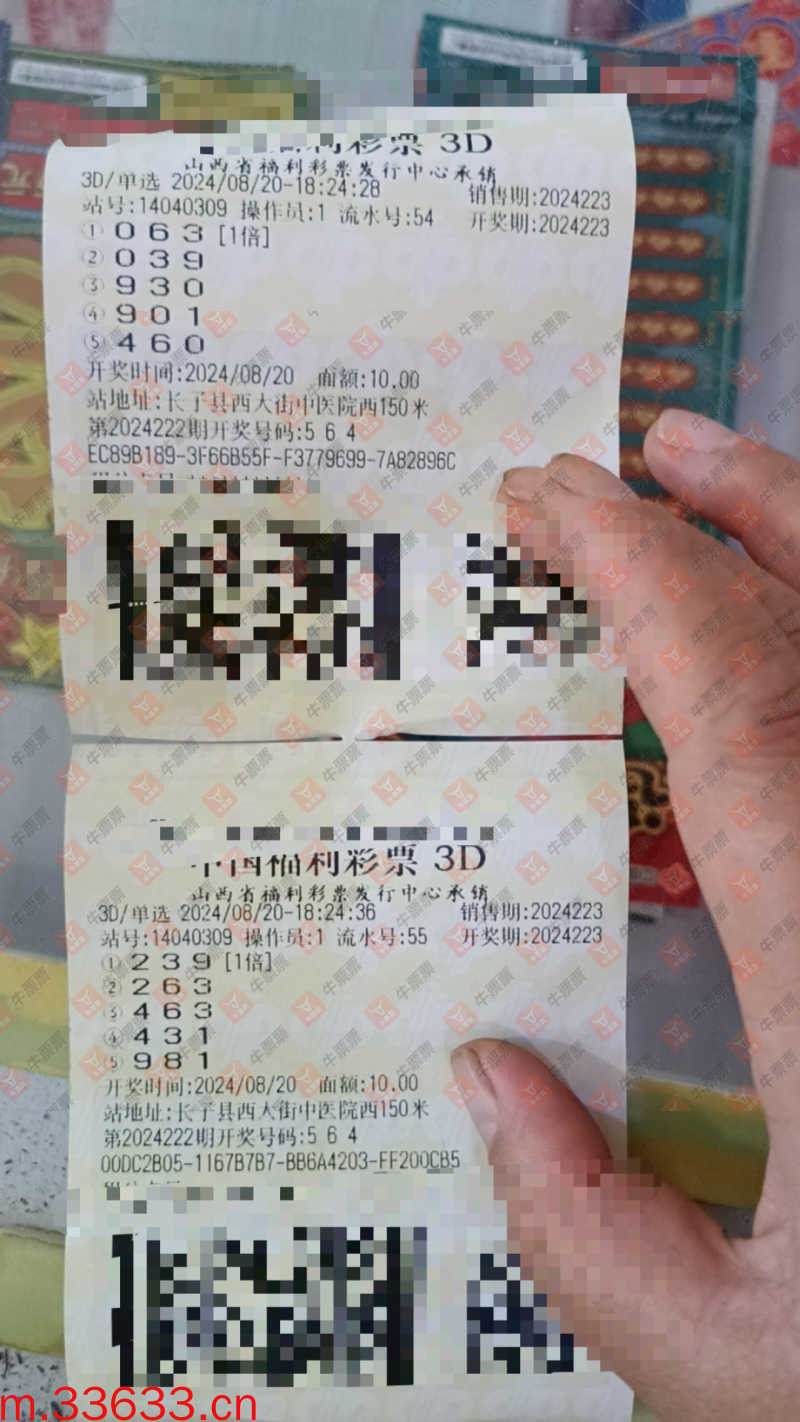 利彩票 3D
山西省福利彩票发行中心承销
3D/单选 2024/08/20-18:24:28 销售期:2024223
站号:14040309 操作员:1 流水号:54 开奖期:2024223
① 0 6 3 [1倍]
② 0 3 9
③ 9 3 0
④ 9 0 1
⑤ 4 6 0
开奖时间:2024/08/20 面额:10.00
站地址:长子县西大街中医院西150米
第2024222期开奖号码:5 6 4
EC89B189-3F66B55F-F3779699-7A82896C
中国福利彩票 3D
山西省福利彩票发行中心承销
3D/单选 2024/08/20-18:24:36 销售期:2024223
站号:14040309 操作员:1 流水号:55 开奖期:2024223
① 2 3 9 [1倍]
② 2 6 3
③ 4 6 3
④ 4 3 1
⑤ 9 8 1
开奖时间:2024/08/20 面额:10.00
站地址:长子县西大街中医院西150米
第2024222期开奖号码:5 6 4
00DC2B05-1167B7B7-BB6A4203-FF200CB5
牛票票
m.33633.cn